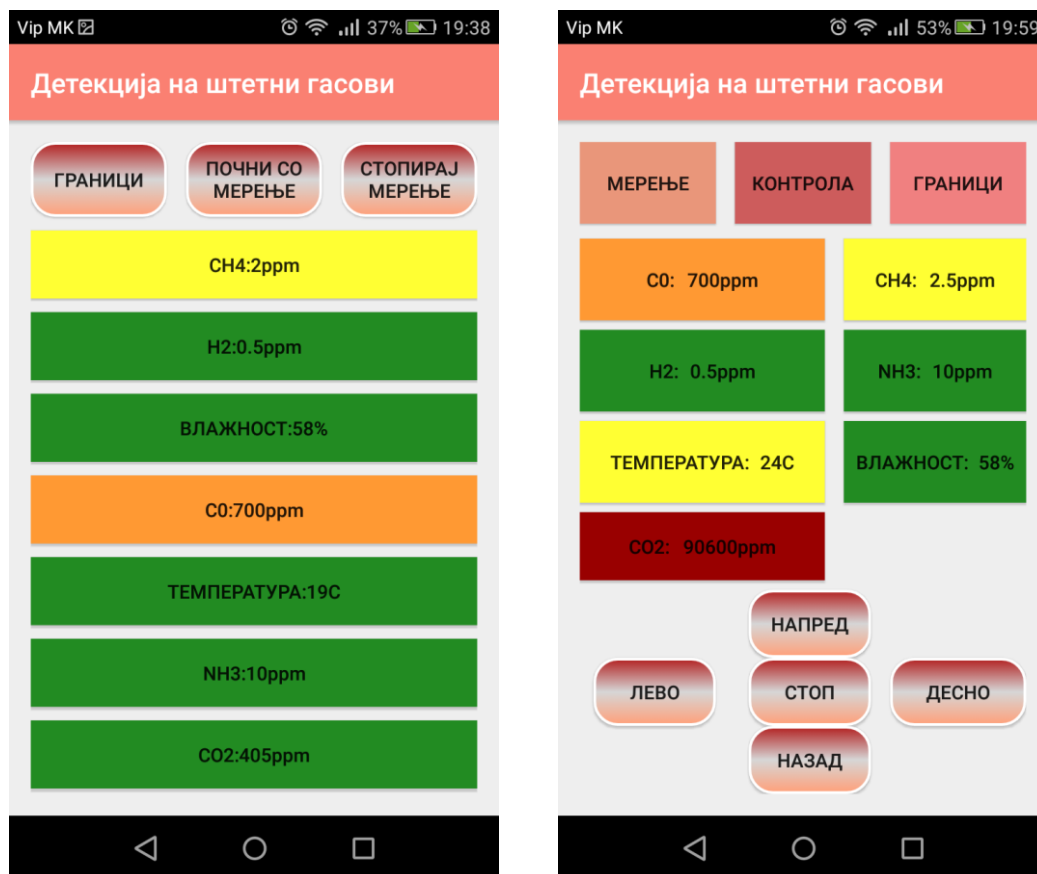 Vip MK 37% 19:38
Детекција на штетни гасови
ГРАНИЦИ
ПОЧНИ СО
МЕРЕЊЕ
СТОПИРАЈ
МЕРЕЊЕ
CH4:2ppm
H2:0.5ppm
ВЛАЖНОСТ:58%
C0:700ppm
ТЕМПЕРАТУРА:19C
NH3:10ppm
CO2:405ppm
Vip MK 53% 19:59
Детекција на штетни гасови
МЕРЕЊЕ
КОНТРОЛА
ГРАНИЦИ
C0: 700ppm
CH4: 2.5ppm
H2: 0.5ppm
NH3: 10ppm
ТЕМПЕРАТУРА: 24C
ВЛАЖНОСТ: 58%
CO2: 90600ppm
НАПРЕД
ЛЕВО
СТОП
ДЕСНО
НАЗАД